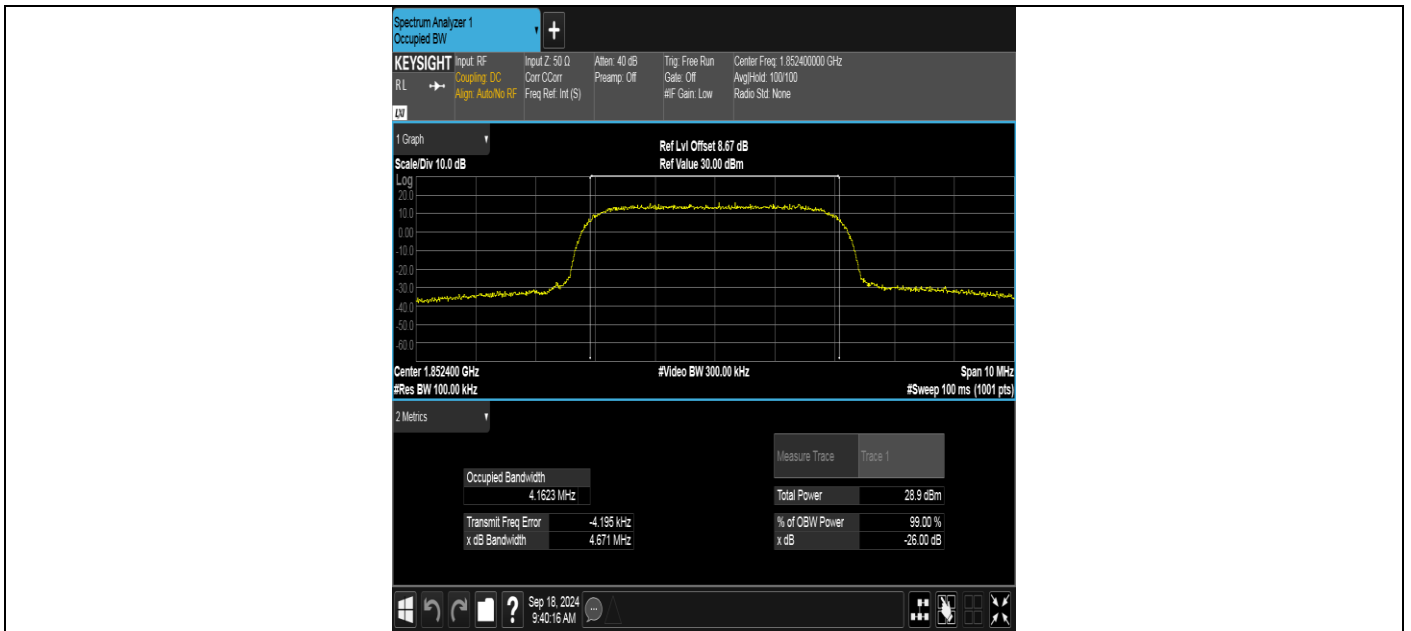 Spectrum Analyzer 1
Occupied BW
+
KEYSIGHT
RL
LXI
Input: RF
Coupling: DC
Align: Auto/No RF
Input Z: 50 Ω
Corr CCorr
Freq Ref: Int (S)
Atten: 40 dB
Preamp: Off
Trig: Free Run
Gate: Off
#IF Gain: Low
Center Freq: 1.852400000 GHz
Avg|Hold: 100/100
Radio Std: None
1 Graph
Scale/Div 10.0 dB
Ref Lvl Offset 8.67 dB
Ref Value 30.00 dBm
Log
20.0
10.0
0.00
-10.0
-20.0
-30.0
-40.0
-50.0
-60.0
Center 1.852400 GHz
#Video BW 300.00 kHz
Span 10 MHz
#Res BW 100.00 kHz
#Sweep 100 ms (1001 pts)
2 Metrics
Measure Trace Trace 1
Occupied Bandwidth
4.1623 MHz
Total Power 28.9 dBm
Transmit Freq Error -4.195 kHz
% of OBW Power 99.00 %
x dB Bandwidth 4.671 MHz
x dB -26.00 dB
?
Sep 18, 2024
9:40:16 AM